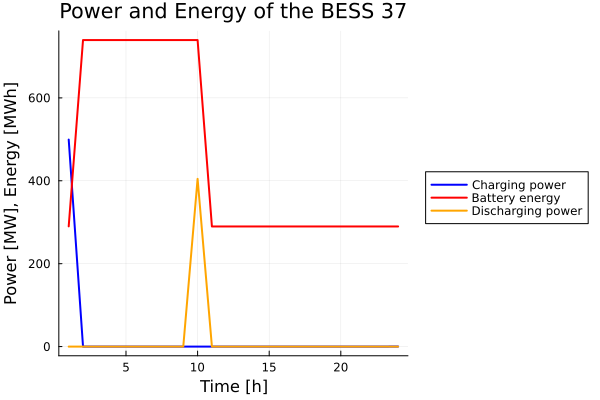 Power and Energy of the BESS 37
Power [MW], Energy [MWh]
600
400
200
0
5
10
15
20
Time [h]
Charging power
Battery energy
Discharging power